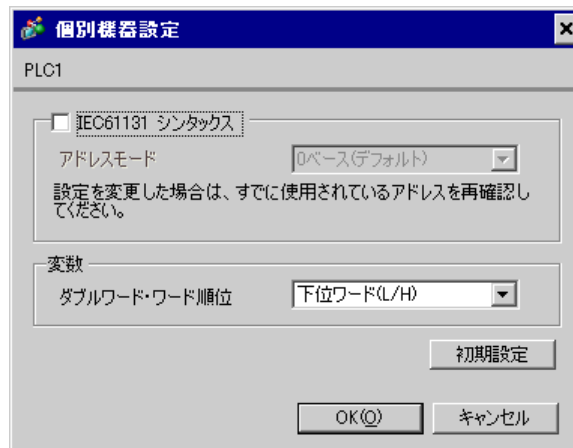 個別機器設定
PLC1
IEC61131 シンタックス
アドレスモード 0ベース(デフォルト)
設定を変更した場合は、すでに使用されているアドレスを再確認し
てください。
変数
ダブルワード・ワード順位 下位ワード(L/H)
初期設定
OK(O) キャンセル